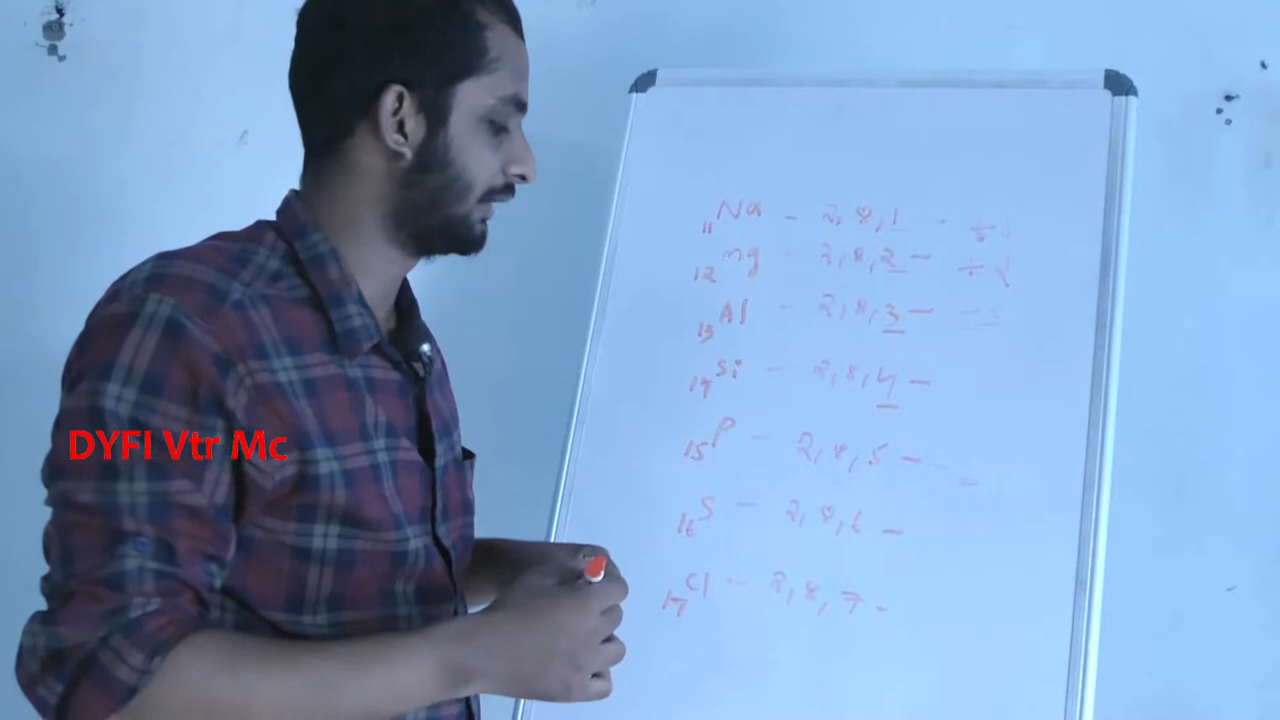 11Na - 2,8,1 - +1
12mg - 2,8,2 - +2
13Al - 2,8,3 -
14Si - 2,8,4 -
15P - 2,8,5 -
16S - 2,8,6 -
17Cl - 2,8,7 -
DYFI Vtr Mc